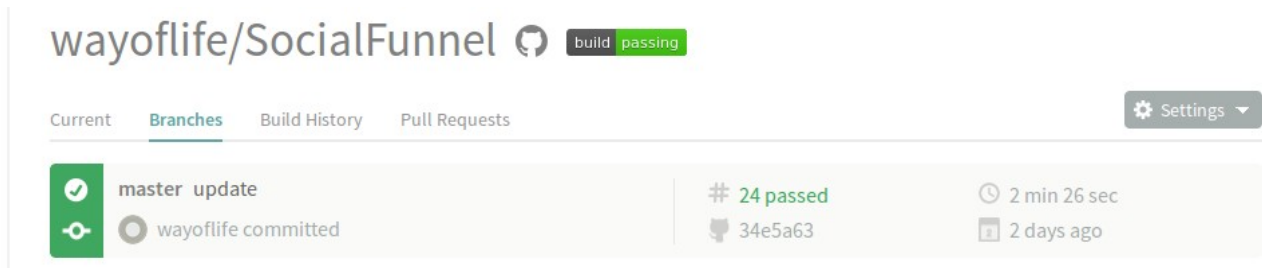 wayoflife/SocialFunnel build passing
Current Branches Build History Pull Requests Settings
master update
# 24 passed 2 min 26 sec
wayoflife committed 34e5a63 2 days ago